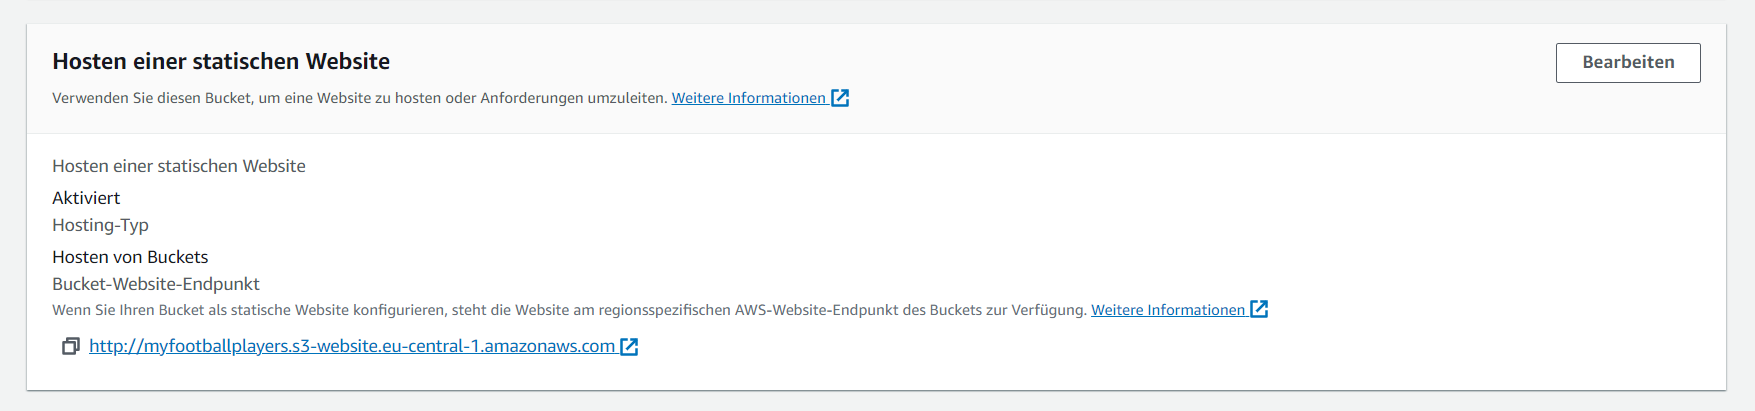 Hosten einer statischen Website
Bearbeiten
Verwenden Sie diesen Bucket, um eine Website zu hosten oder Anforderungen umzuleiten. Weitere Informationen
Hosten einer statischen Website
Aktiviert
Hosting-Typ
Hosten von Buckets
Bucket-Website-Endpunkt
Wenn Sie Ihren Bucket als statische Website konfigurieren, steht die Website am regionsspezifischen AWS-Website-Endpunkt des Buckets zur Verfügung. Weitere Informationen
http://myfootballplayers.s3-website.eu-central-1.amazonaws.com